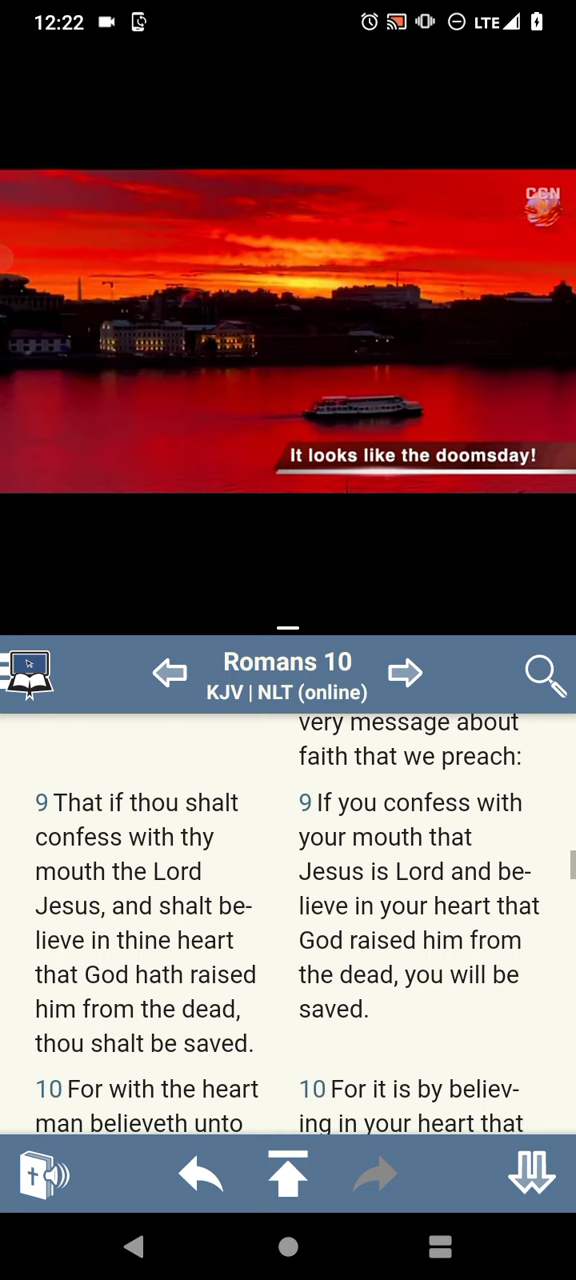 12:22
LTE
CGN
It looks like the doomsday!
Romans 10
KJV | NLT (online)
very message about
faith that we preach:
9 That if thou shalt
confess with thy
mouth the Lord
Jesus, and shalt be-
lieve in thine heart
that God hath raised
him from the dead,
thou shalt be saved.
9 If you confess with
your mouth that
Jesus is Lord and be-
lieve in your heart that
God raised him from
the dead, you will be
saved.
10 For with the heart
man believeth unto
10 For it is by believ-
ing in your heart that